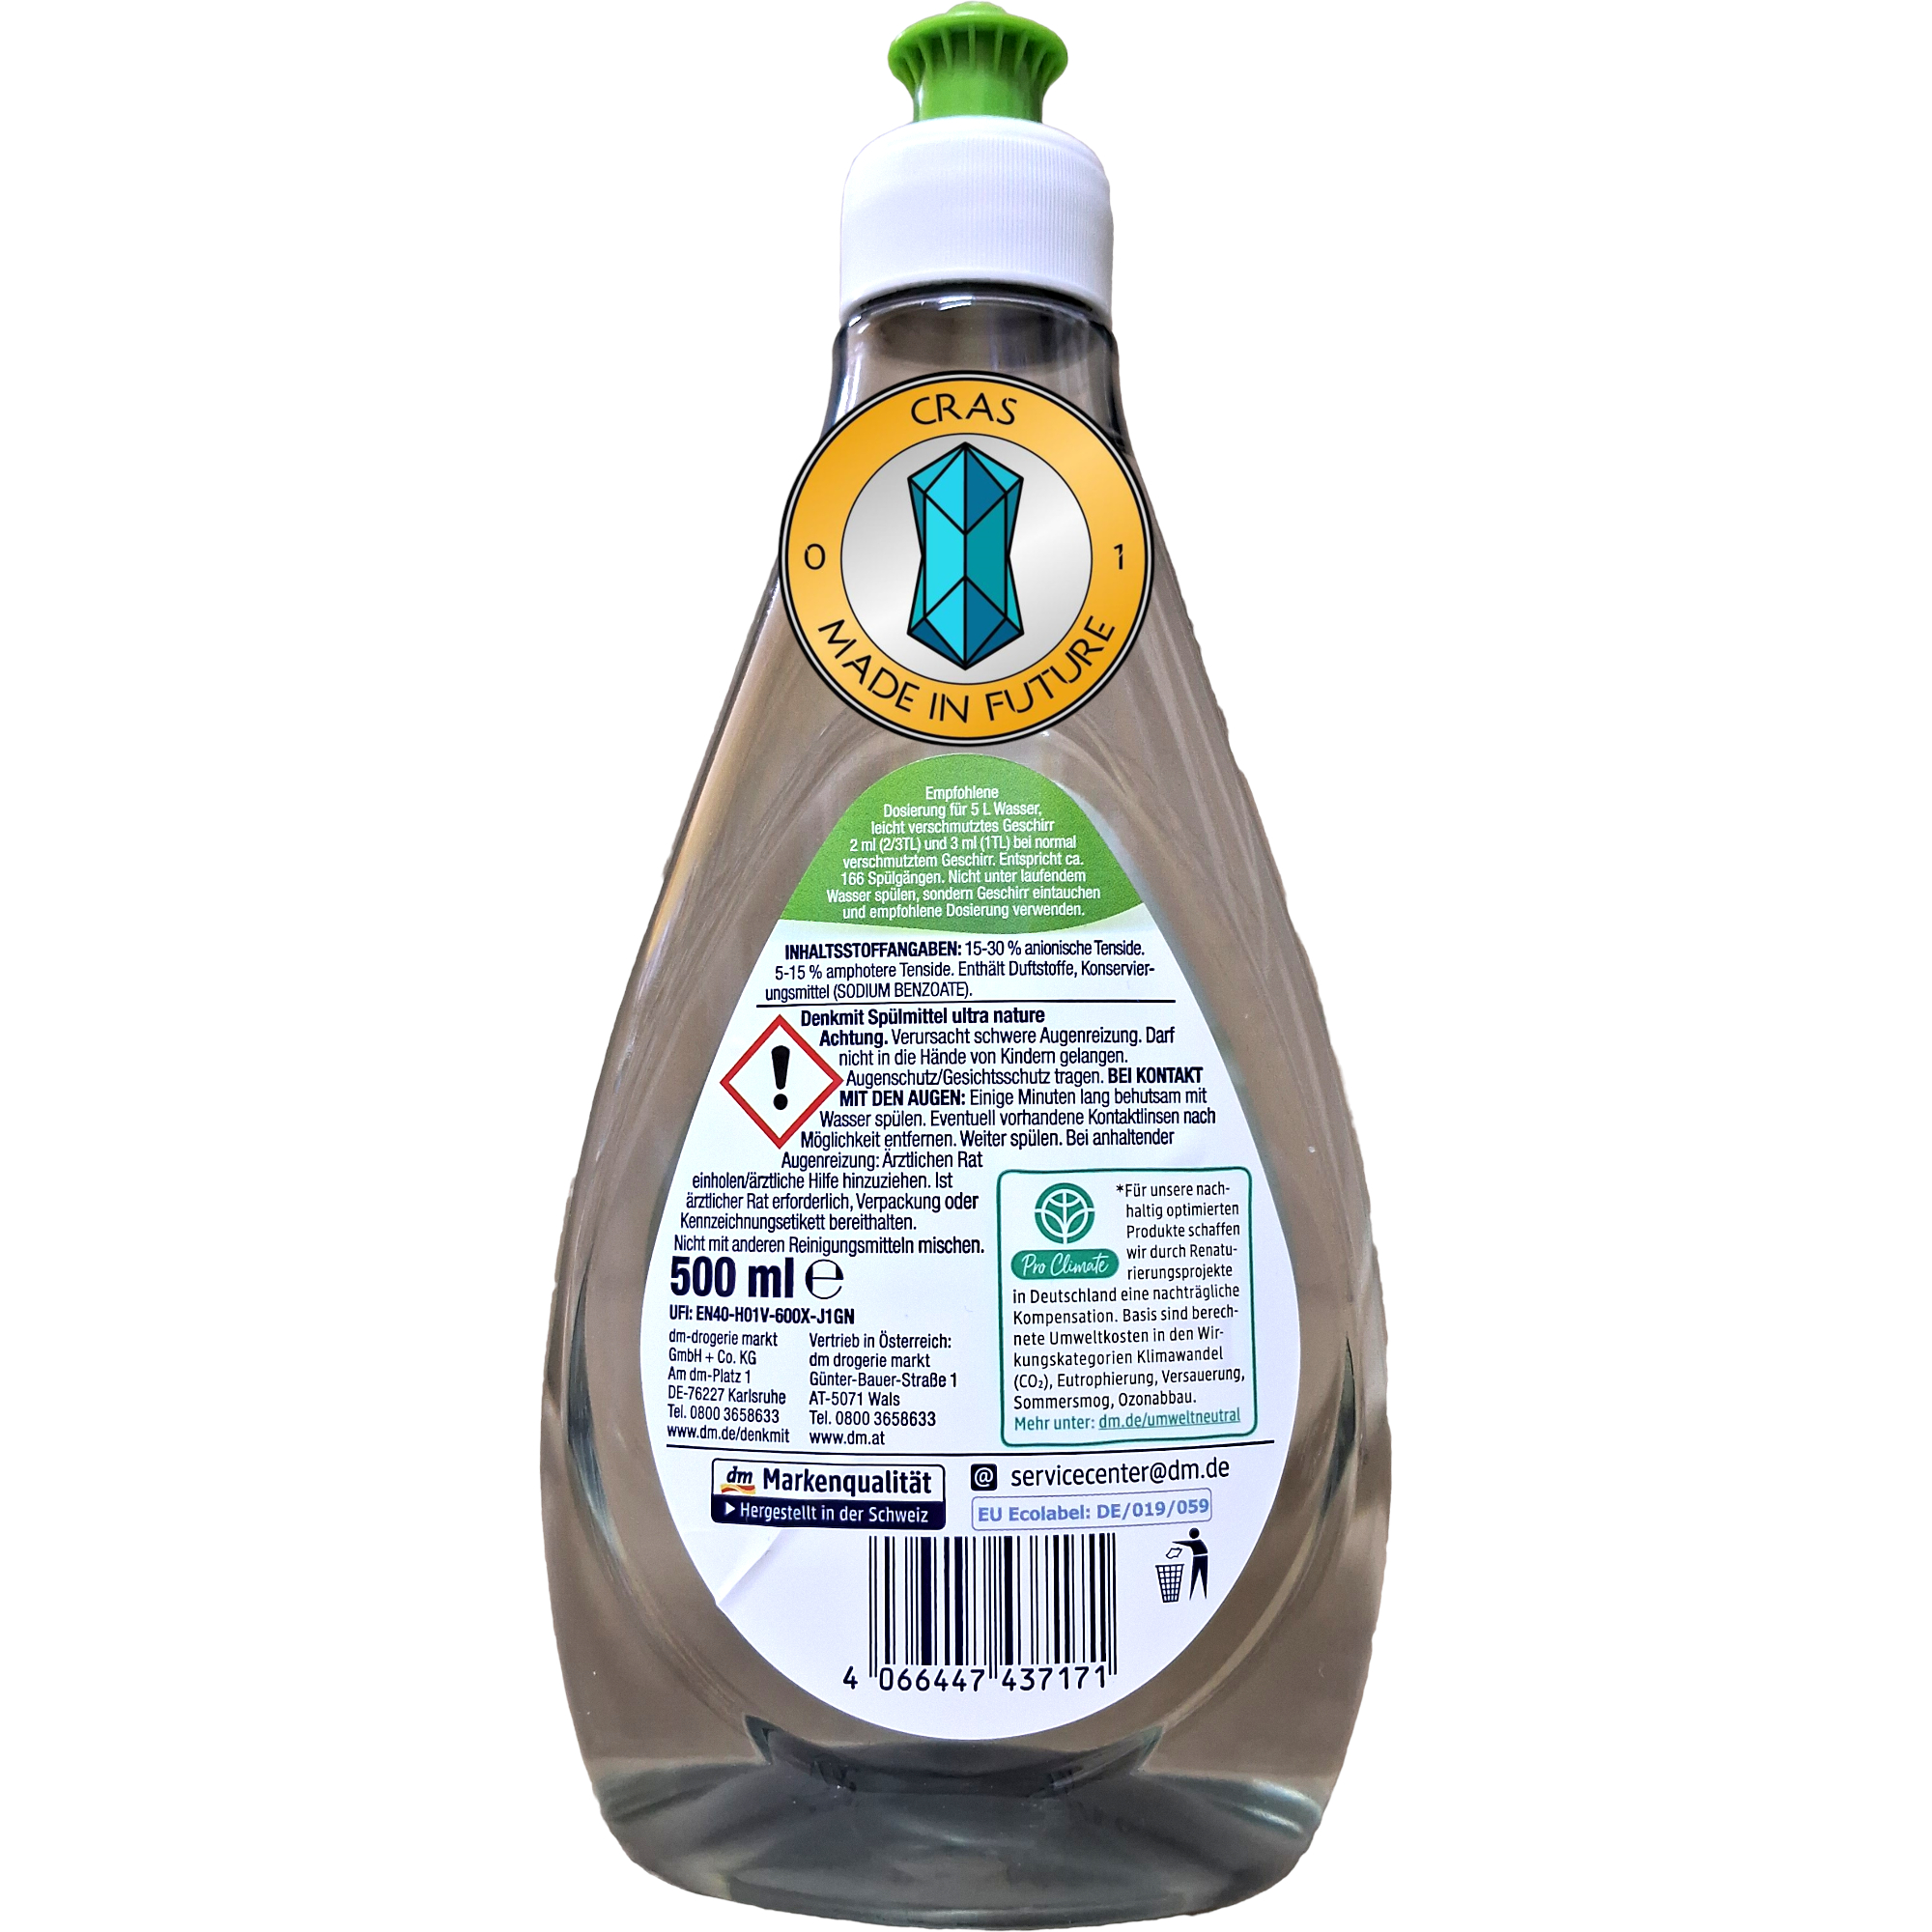 CRAS
0 1
MADE IN FUTURE
Empfohlene
Dosierung für 5 L Wasser,
leicht verschmutztes Geschirr
2 ml (2/3TL) und 3 ml (1TL) bei normal
verschmutztem Geschirr. Entspricht ca.
166 Spülgängen. Nicht unter laufendem
Wasser spülen, sondern Geschirr eintauchen
und empfohlene Dosierung verwenden.
INHALTSSTOFFANGABEN: 15-30 % anionische Tenside.
5-15 % amphotere Tenside. Enthält Duftstoffe, Konservier-
ungsmittel (SODIUM BENZOATE).
Denkmit Spülmittel ultra nature
Achtung. Verursacht schwere Augenreizung. Darf
nicht in die Hände von Kindern gelangen.
Augenschutz/Gesichtsschutz tragen. BEI KONTAKT
MIT DEN AUGEN: Einige Minuten lang behutsam mit
Wasser spülen. Eventuell vorhandene Kontaktlinsen nach
Möglichkeit entfernen. Weiter spülen. Bei anhaltender
Augenreizung: Ärztlichen Rat
einholen/ärztliche Hilfe hinzuziehen. Ist
ärztlicher Rat erforderlich, Verpackung oder
Kennzeichnungsetikett bereithalten.
Nicht mit anderen Reinigungsmitteln mischen.
500 ml ℮
UFI: EN40-H01V-600X-J1GN
dm-drogerie markt
GmbH + Co. KG
Am dm-Platz 1
DE-76227 Karlsruhe
Tel. 0800 3658633
www.dm.de/denkmit
Vertrieb in Österreich:
dm drogerie markt
Günter-Bauer-Straße 1
AT-5071 Wals
Tel. 0800 3658633
www.dm.at
Pro Climate
*Für unsere nach-
haltig optimierten
Produkte schaffen
wir durch Renatu-
rierungsprojekte
in Deutschland eine nachträgliche
Kompensation. Basis sind berech-
nete Umweltkosten in den Wir-
kungskategorien Klimawandel
(CO₂), Eutrophierung, Versauerung,
Sommersmog, Ozonabbau.
Mehr unter: dm.de/umweltneutral
dm Markenqualität
Hergestellt in der Schweiz
@ servicecenter@dm.de
EU Ecolabel: DE/019/059
4 066447 437171